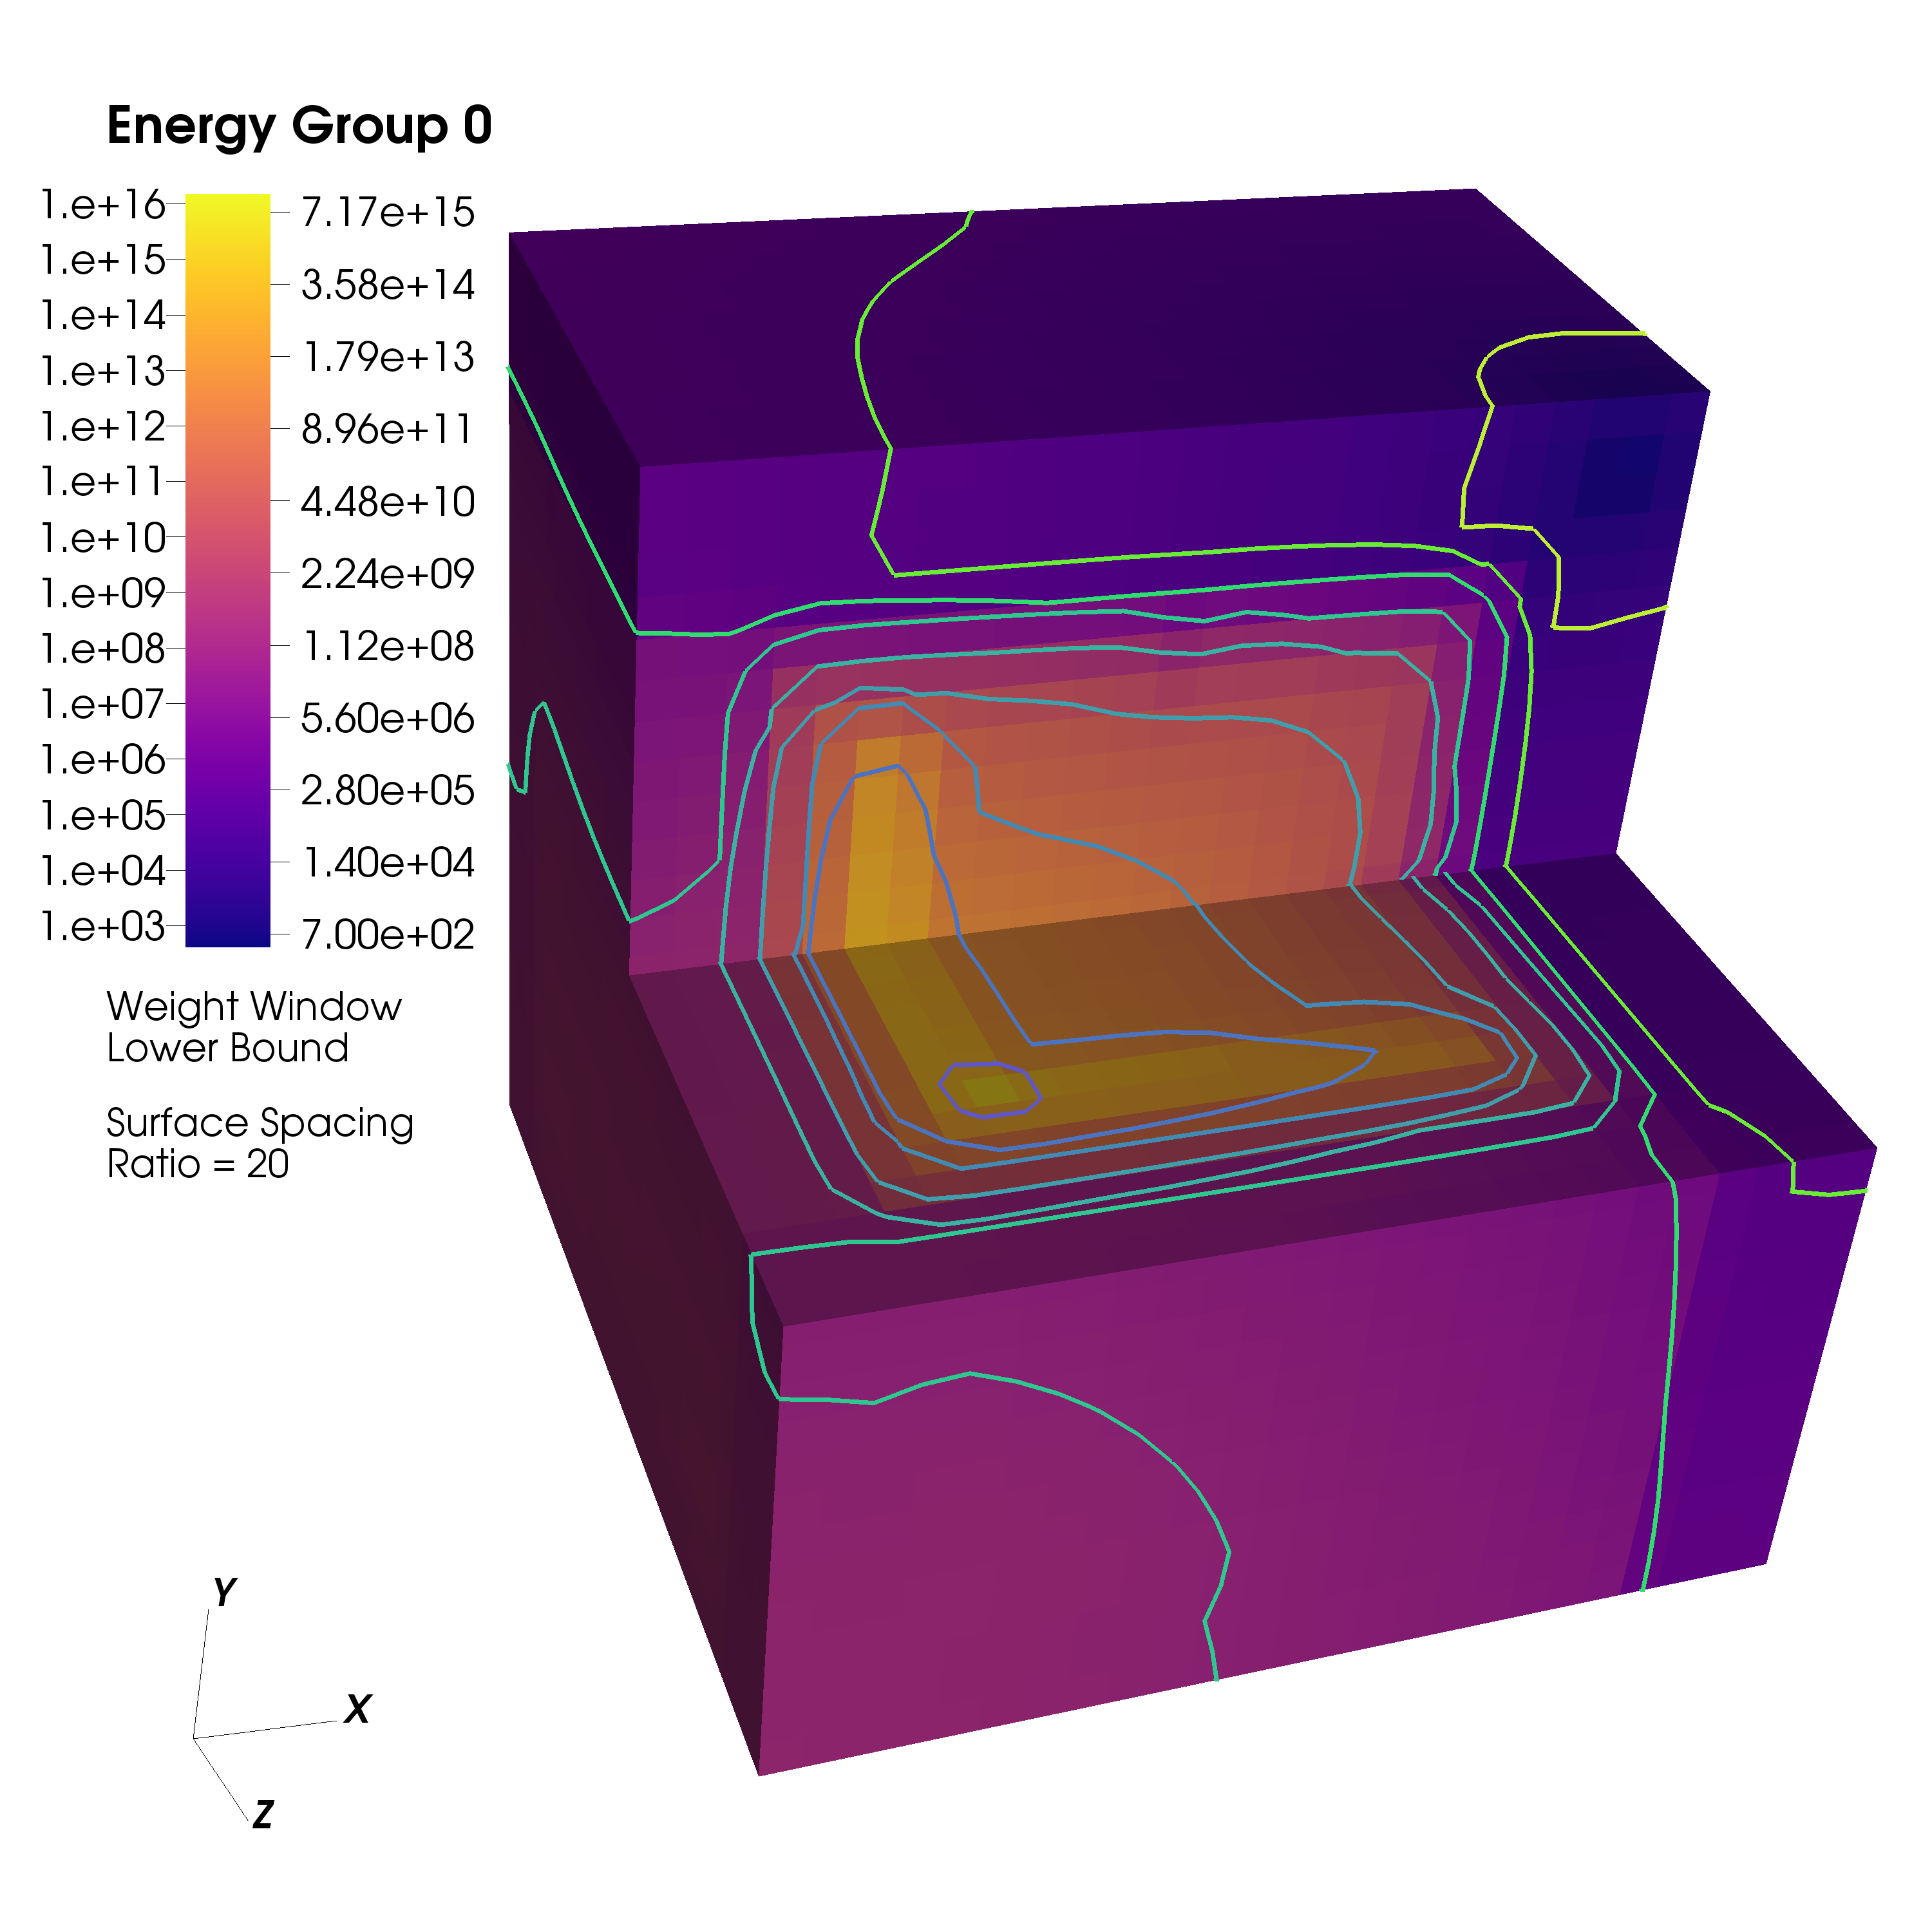 Energy Group 0
1.e+16
7.17e+15
1.e+15
3.58e+14
1.e+14
1.79e+13
1.e+13
8.96e+11
1.e+12
4.48e+10
1.e+11
2.24e+09
1.e+10
1.12e+08
1.e+09
5.60e+06
1.e+08
2.80e+05
1.e+07
1.40e+04
1.e+06
7.00e+02
1.e+05
1.e+04
1.e+03
Weight Window
Lower Bound
Surface Spacing
Ratio = 20
Y
X
Z